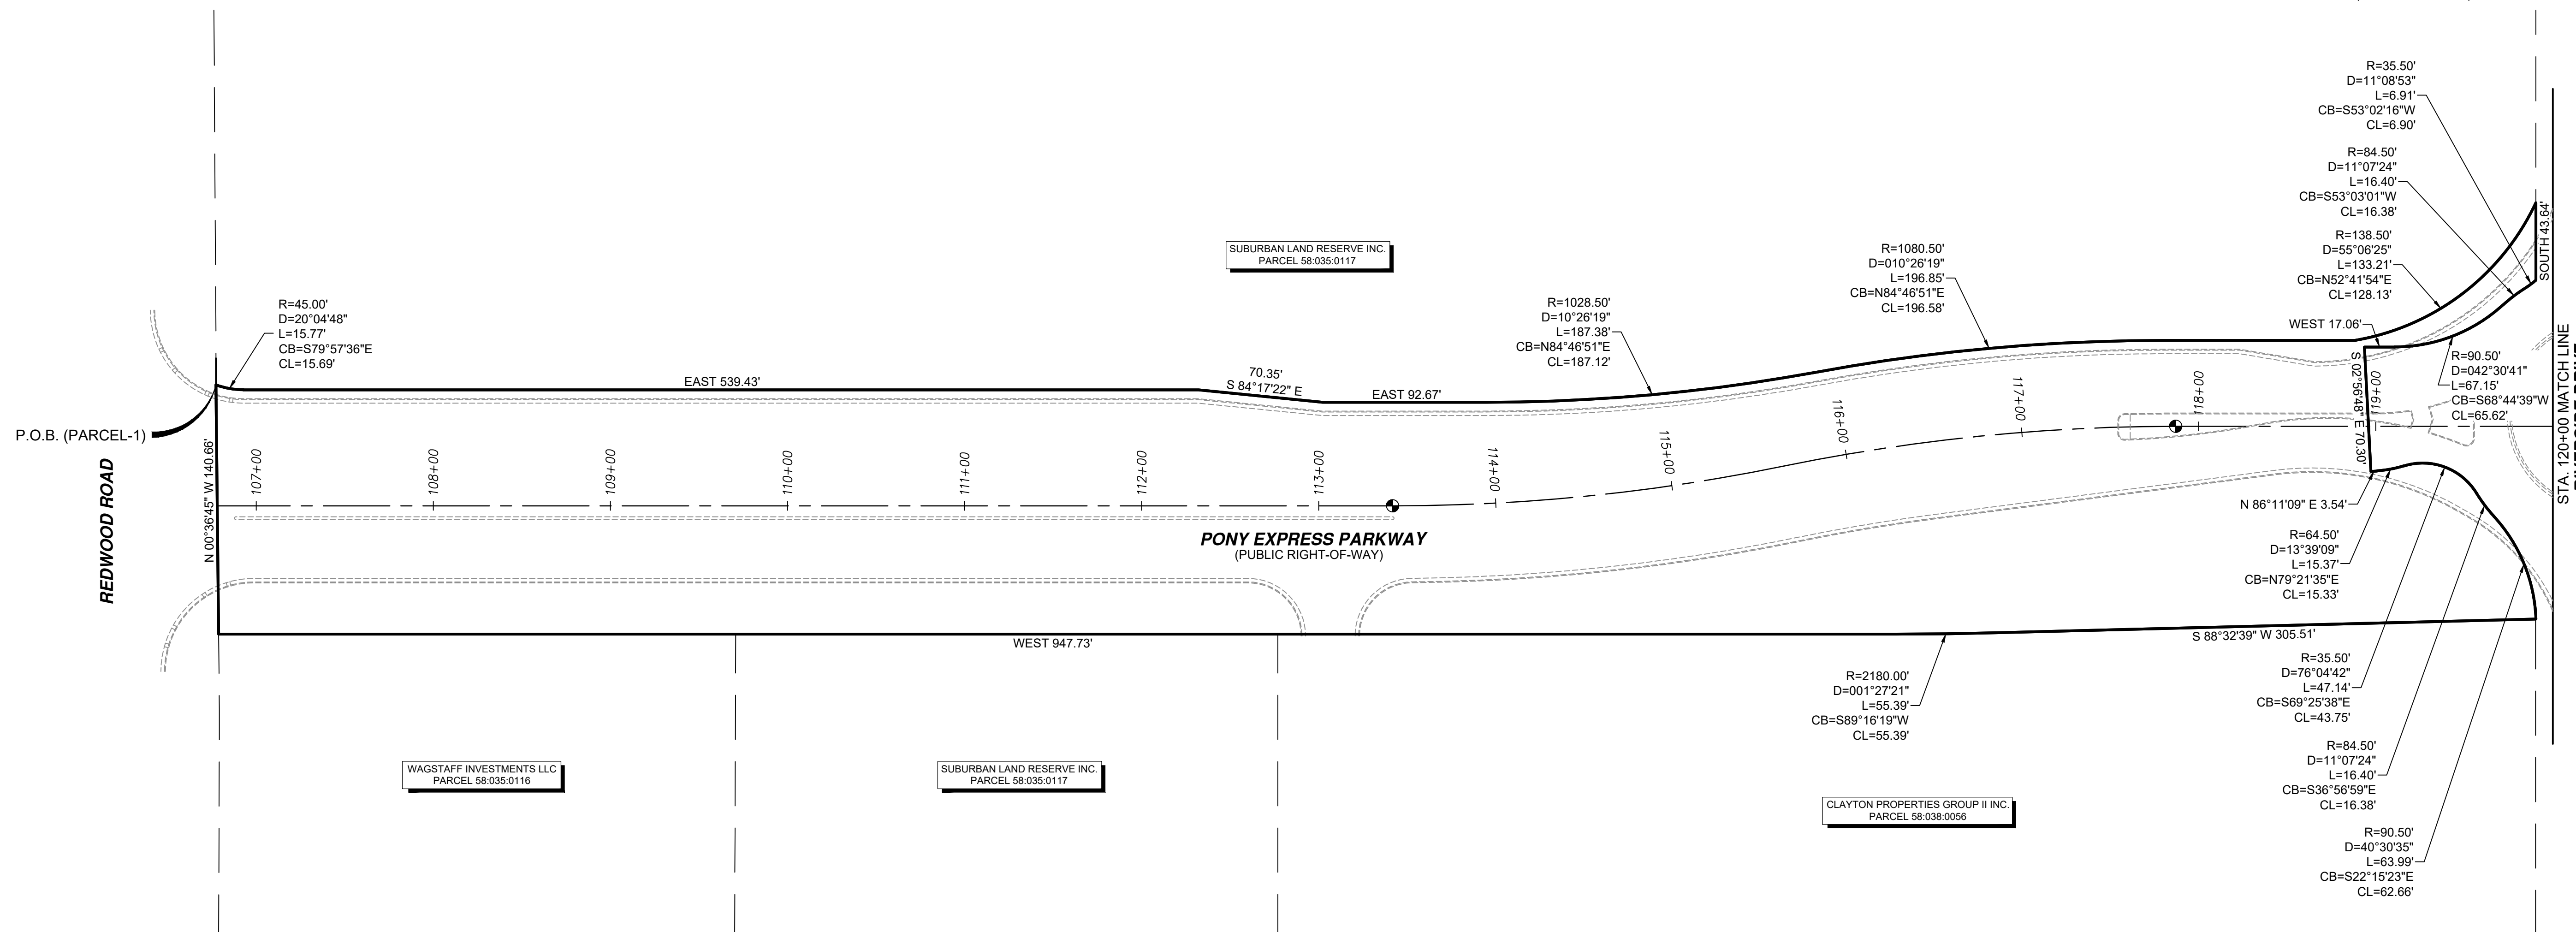 R=35.50'
D=11°08'53"
L=6.91'
CB=S53°02'16"W
CL=6.90'
R=84.50'
D=11°07'24"
L=16.40'
CB=S53°03'01"W
CL=16.38'
R=138.50'
D=55°06'25"
L=133.21'
CB=N52°41'54"E
CL=128.13'
SOUTH 43.64'
SUBURBAN LAND RESERVE INC.
PARCEL 58:035:0117
R=1080.50'
D=010°26'19"
L=196.85'
CB=N84°46'51"E
CL=196.58'
R=45.00'
D=20°04'48"
L=15.77'
CB=S79°57'36"E
CL=15.69'
R=1028.50'
D=10°26'19"
L=187.38'
CB=N84°46'51"E
CL=187.12'
WEST 17.06'
R=90.50'
D=042°30'41"
L=67.15'
CB=S68°44'39"W
CL=65.62'
EAST 539.43'
70.35'
S 84°17'22" E
EAST 92.67'
S 02°56'48" E 70.30'
P.O.B. (PARCEL-1)
REDWOOD ROAD
N 00°36'45" W 140.66'
107+00
108+00
109+00
110+00
111+00
112+00
113+00
114+00
115+00
116+00
117+00
118+00
119+00
STA. 120+00 MATCH LINE
PONY EXPRESS PARKWAY
(PUBLIC RIGHT-OF-WAY)
N 86°11'09" E 3.54'
R=64.50'
D=13°39'09"
L=15.37'
CB=N79°21'35"E
CL=15.33'
WEST 947.73'
S 88°32'39" W 305.51'
R=2180.00'
D=001°27'21"
L=55.39'
CB=S89°16'19"W
CL=55.39'
R=35.50'
D=76°04'42"
L=47.14'
CB=S69°25'38"E
CL=43.75'
WAGSTAFF INVESTMENTS LLC
PARCEL 58:035:0116
SUBURBAN LAND RESERVE INC.
PARCEL 58:035:0117
CLAYTON PROPERTIES GROUP II INC.
PARCEL 58:038:0056
R=84.50'
D=11°07'24"
L=16.40'
CB=S36°56'59"E
CL=16.38'
R=90.50'
D=40°30'35"
L=63.99'
CB=S22°15'23"E
CL=62.66'